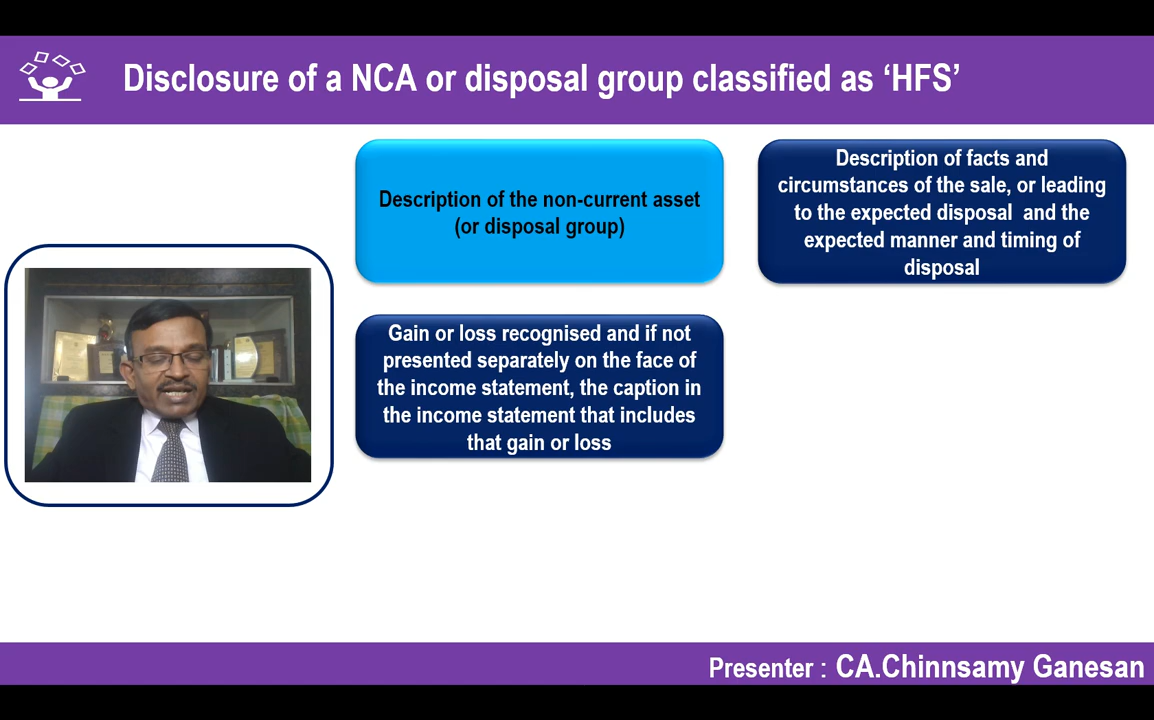 Disclosure of a NCA or disposal group classified as ‘HFS’
Description of the non-current asset
(or disposal group)
Description of facts and
circumstances of the sale, or leading
to the expected disposal and the
expected manner and timing of
disposal
Gain or loss recognised and if not
presented separately on the face of
the income statement, the caption in
the income statement that includes
that gain or loss
Presenter : CA.Chinnsamy Ganesan